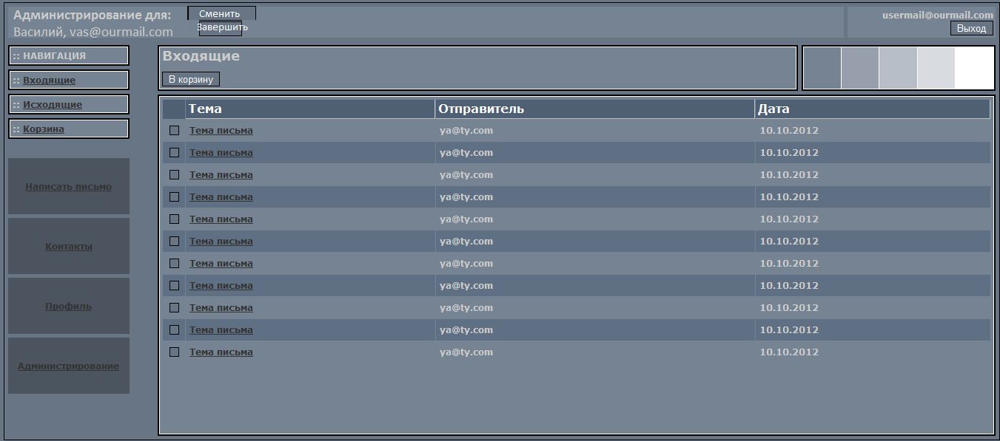 Администрирование для:
Василий, vas@ourmail.com
Сменить
Завершить
usermail@ourmail.com
Выход
:: НАВИГАЦИЯ
:: Входящие
:: Исходящие
:: Корзина
Написать письмо
Контакты
Профиль
Администрирование
Входящие
В корзину
Тема Отправитель Дата
Тема письма ya@ty.com 10.10.2012
Тема письма ya@ty.com 10.10.2012
Тема письма ya@ty.com 10.10.2012
Тема письма ya@ty.com 10.10.2012
Тема письма ya@ty.com 10.10.2012
Тема письма ya@ty.com 10.10.2012
Тема письма ya@ty.com 10.10.2012
Тема письма ya@ty.com 10.10.2012
Тема письма ya@ty.com 10.10.2012
Тема письма ya@ty.com 10.10.2012
Тема письма ya@ty.com 10.10.2012